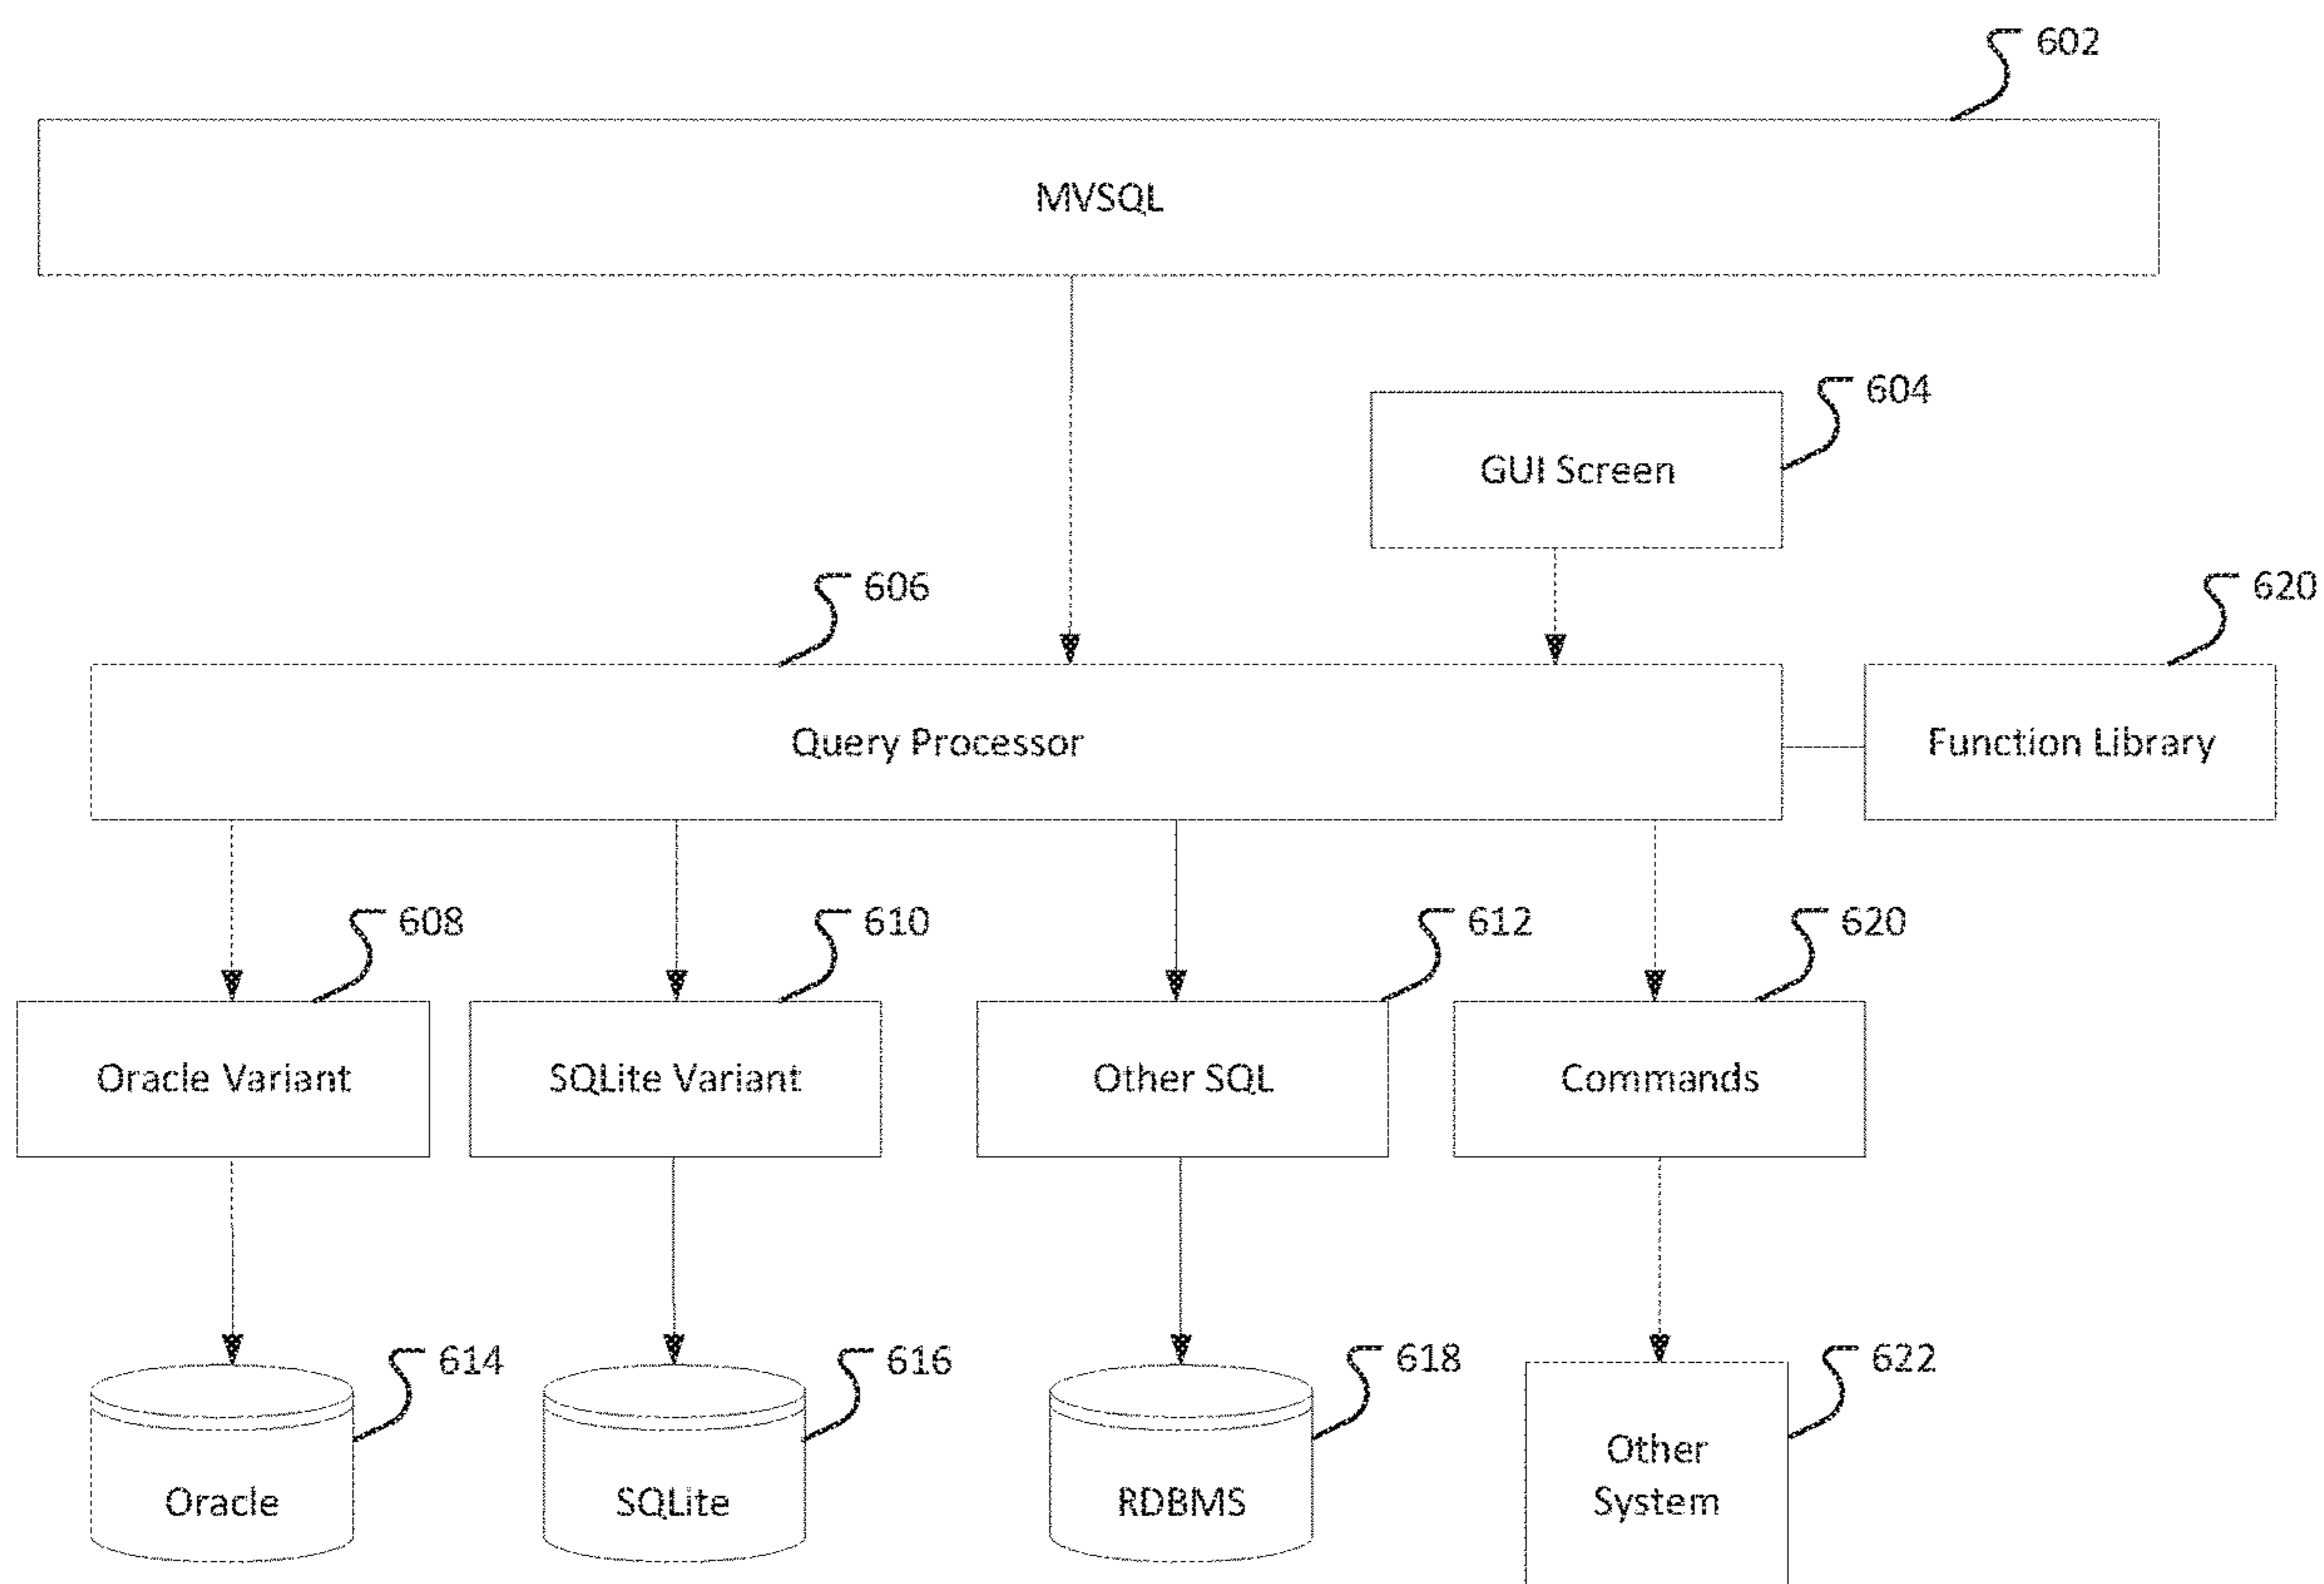 602
MVSQL
604
GUI Screen
606
620
Query Processor
Function Library
608
610
612
620
Oracle Variant
SQLite Variant
Other SQL
Commands
614
616
618
622
Oracle
SQLite
RDBMS
Other
System